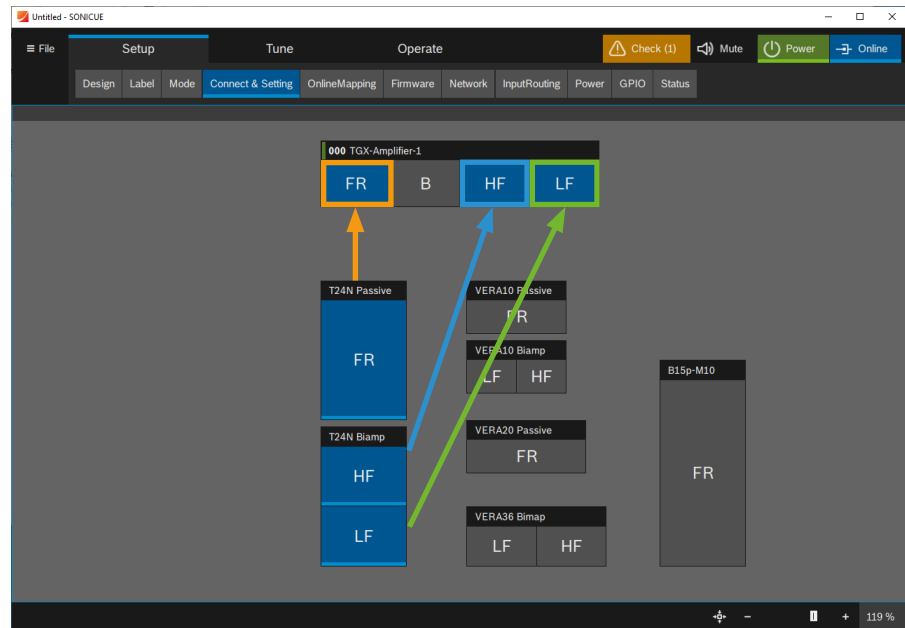 Untitled - SONICUE
≡ File Setup Tune Operate Check (1) Mute Power Online
Design Label Mode Connect & Setting OnlineMapping Firmware Network InputRouting Power GPIO Status
000 TGX-Amplifier-1
FR B HF LF
T24N Passive
FR
VERA10 Passive
FR
VERA10 Biamp
LF HF
B15p-M10
FR
T24N Biamp
HF
LF
VERA20 Passive
FR
VERA36 Bimap
LF HF
119 %